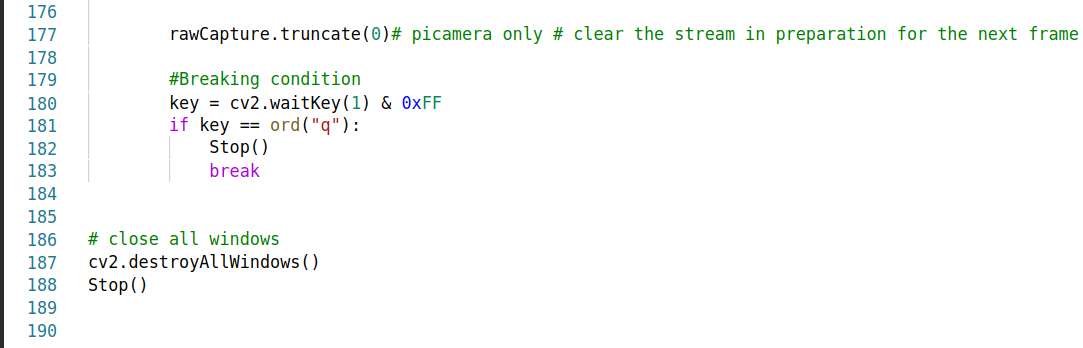 176
177 rawCapture.truncate(0)# picamera only # clear the stream in preparation for the next frame
178
179 #Breaking condition
180 key = cv2.waitKey(1) & 0xFF
181 if key == ord("q"):
182 Stop()
183 break
184
185
186 # close all windows
187 cv2.destroyAllWindows()
188 Stop()
189
190